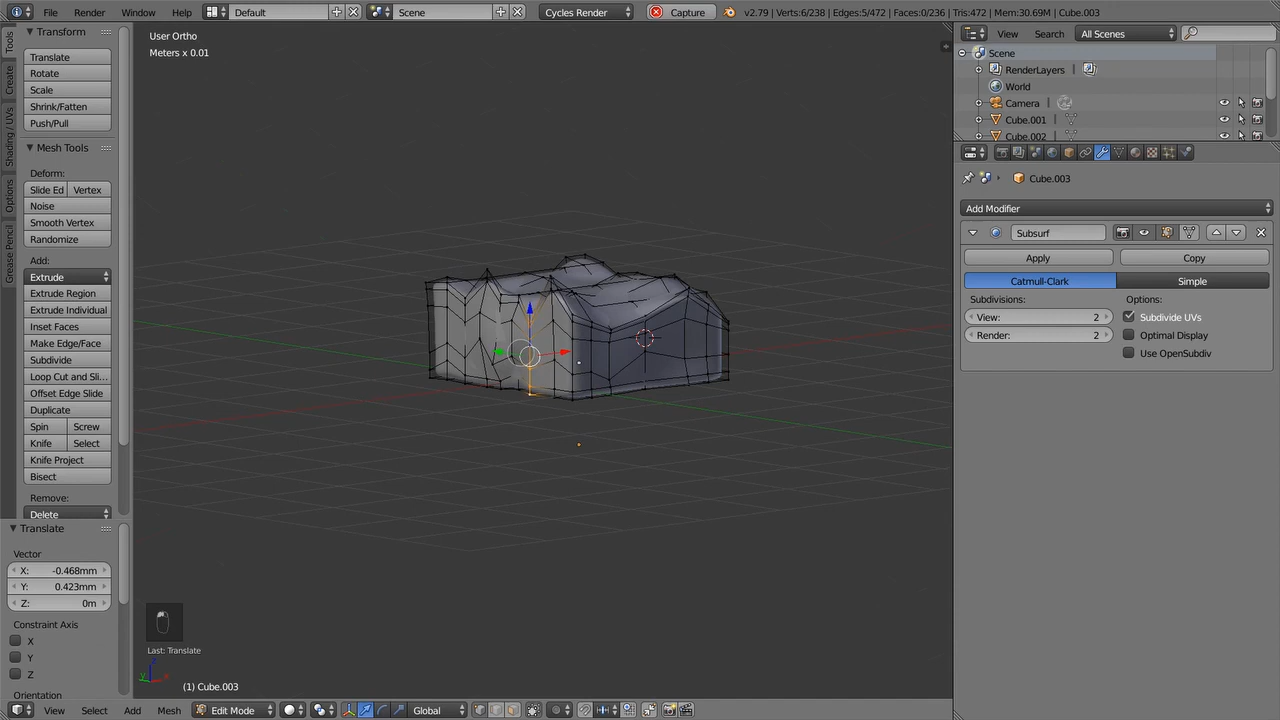 File Render Window Help Default Scene Cycles Render Capture v2.79 | Verts:6/238 | Edges:5/472 | Faces:0/236 | Tris:472 | Mem:30.69M | Cube.003
Tools
Create
Shading / UVs
Options
Grease Pencil
Transform
Translate
Rotate
Scale
Shrink/Fatten
Push/Pull
Mesh Tools
Deform:
Slide Ed Vertex
Noise
Smooth Vertex
Randomize
Add:
Extrude
Extrude Region
Extrude Individual
Inset Faces
Make Edge/Face
Subdivide
Loop Cut and Sli...
Offset Edge Slide
Duplicate
Spin Screw
Knife Select
Knife Project
Bisect
Remove:
Delete
Translate
Vector
X: -0.468mm
Y: 0.423mm
Z: 0m
Constraint Axis
X
Y
Z
Orientation
User Ortho
Meters x 0.01
Last: Translate
z
y x
(1) Cube.003
View Select Add Mesh Edit Mode Global
View Search All Scenes
Scene
RenderLayers |
World
Camera |
Cube.001 |
Cube.002 |
Cube.003
Add Modifier
Subsurf
Apply Copy
Catmull-Clark Simple
Subdivisions: Options:
View: 2 Subdivide UVs
Render: 2 Optimal Display
Use OpenSubdiv